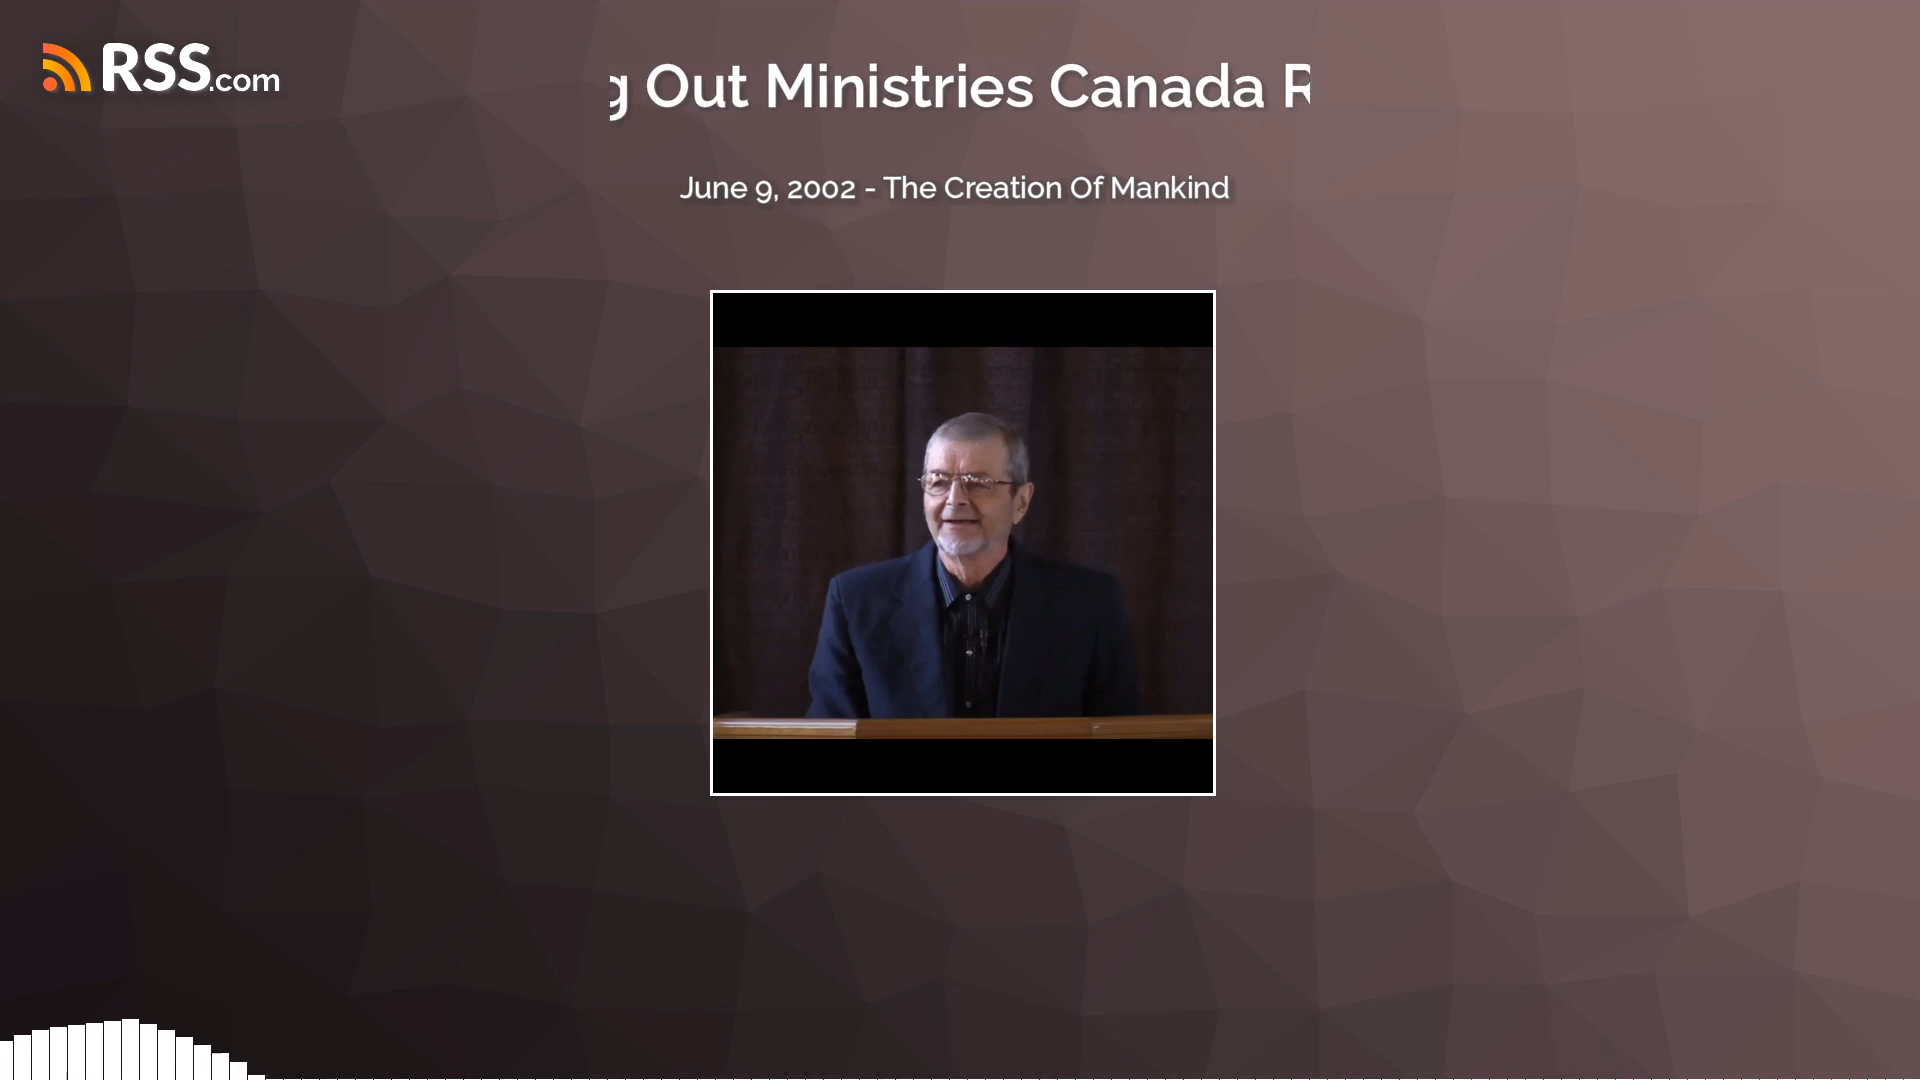 RSS.com
g Out Ministries Canada R
June 9, 2002 - The Creation Of Mankind